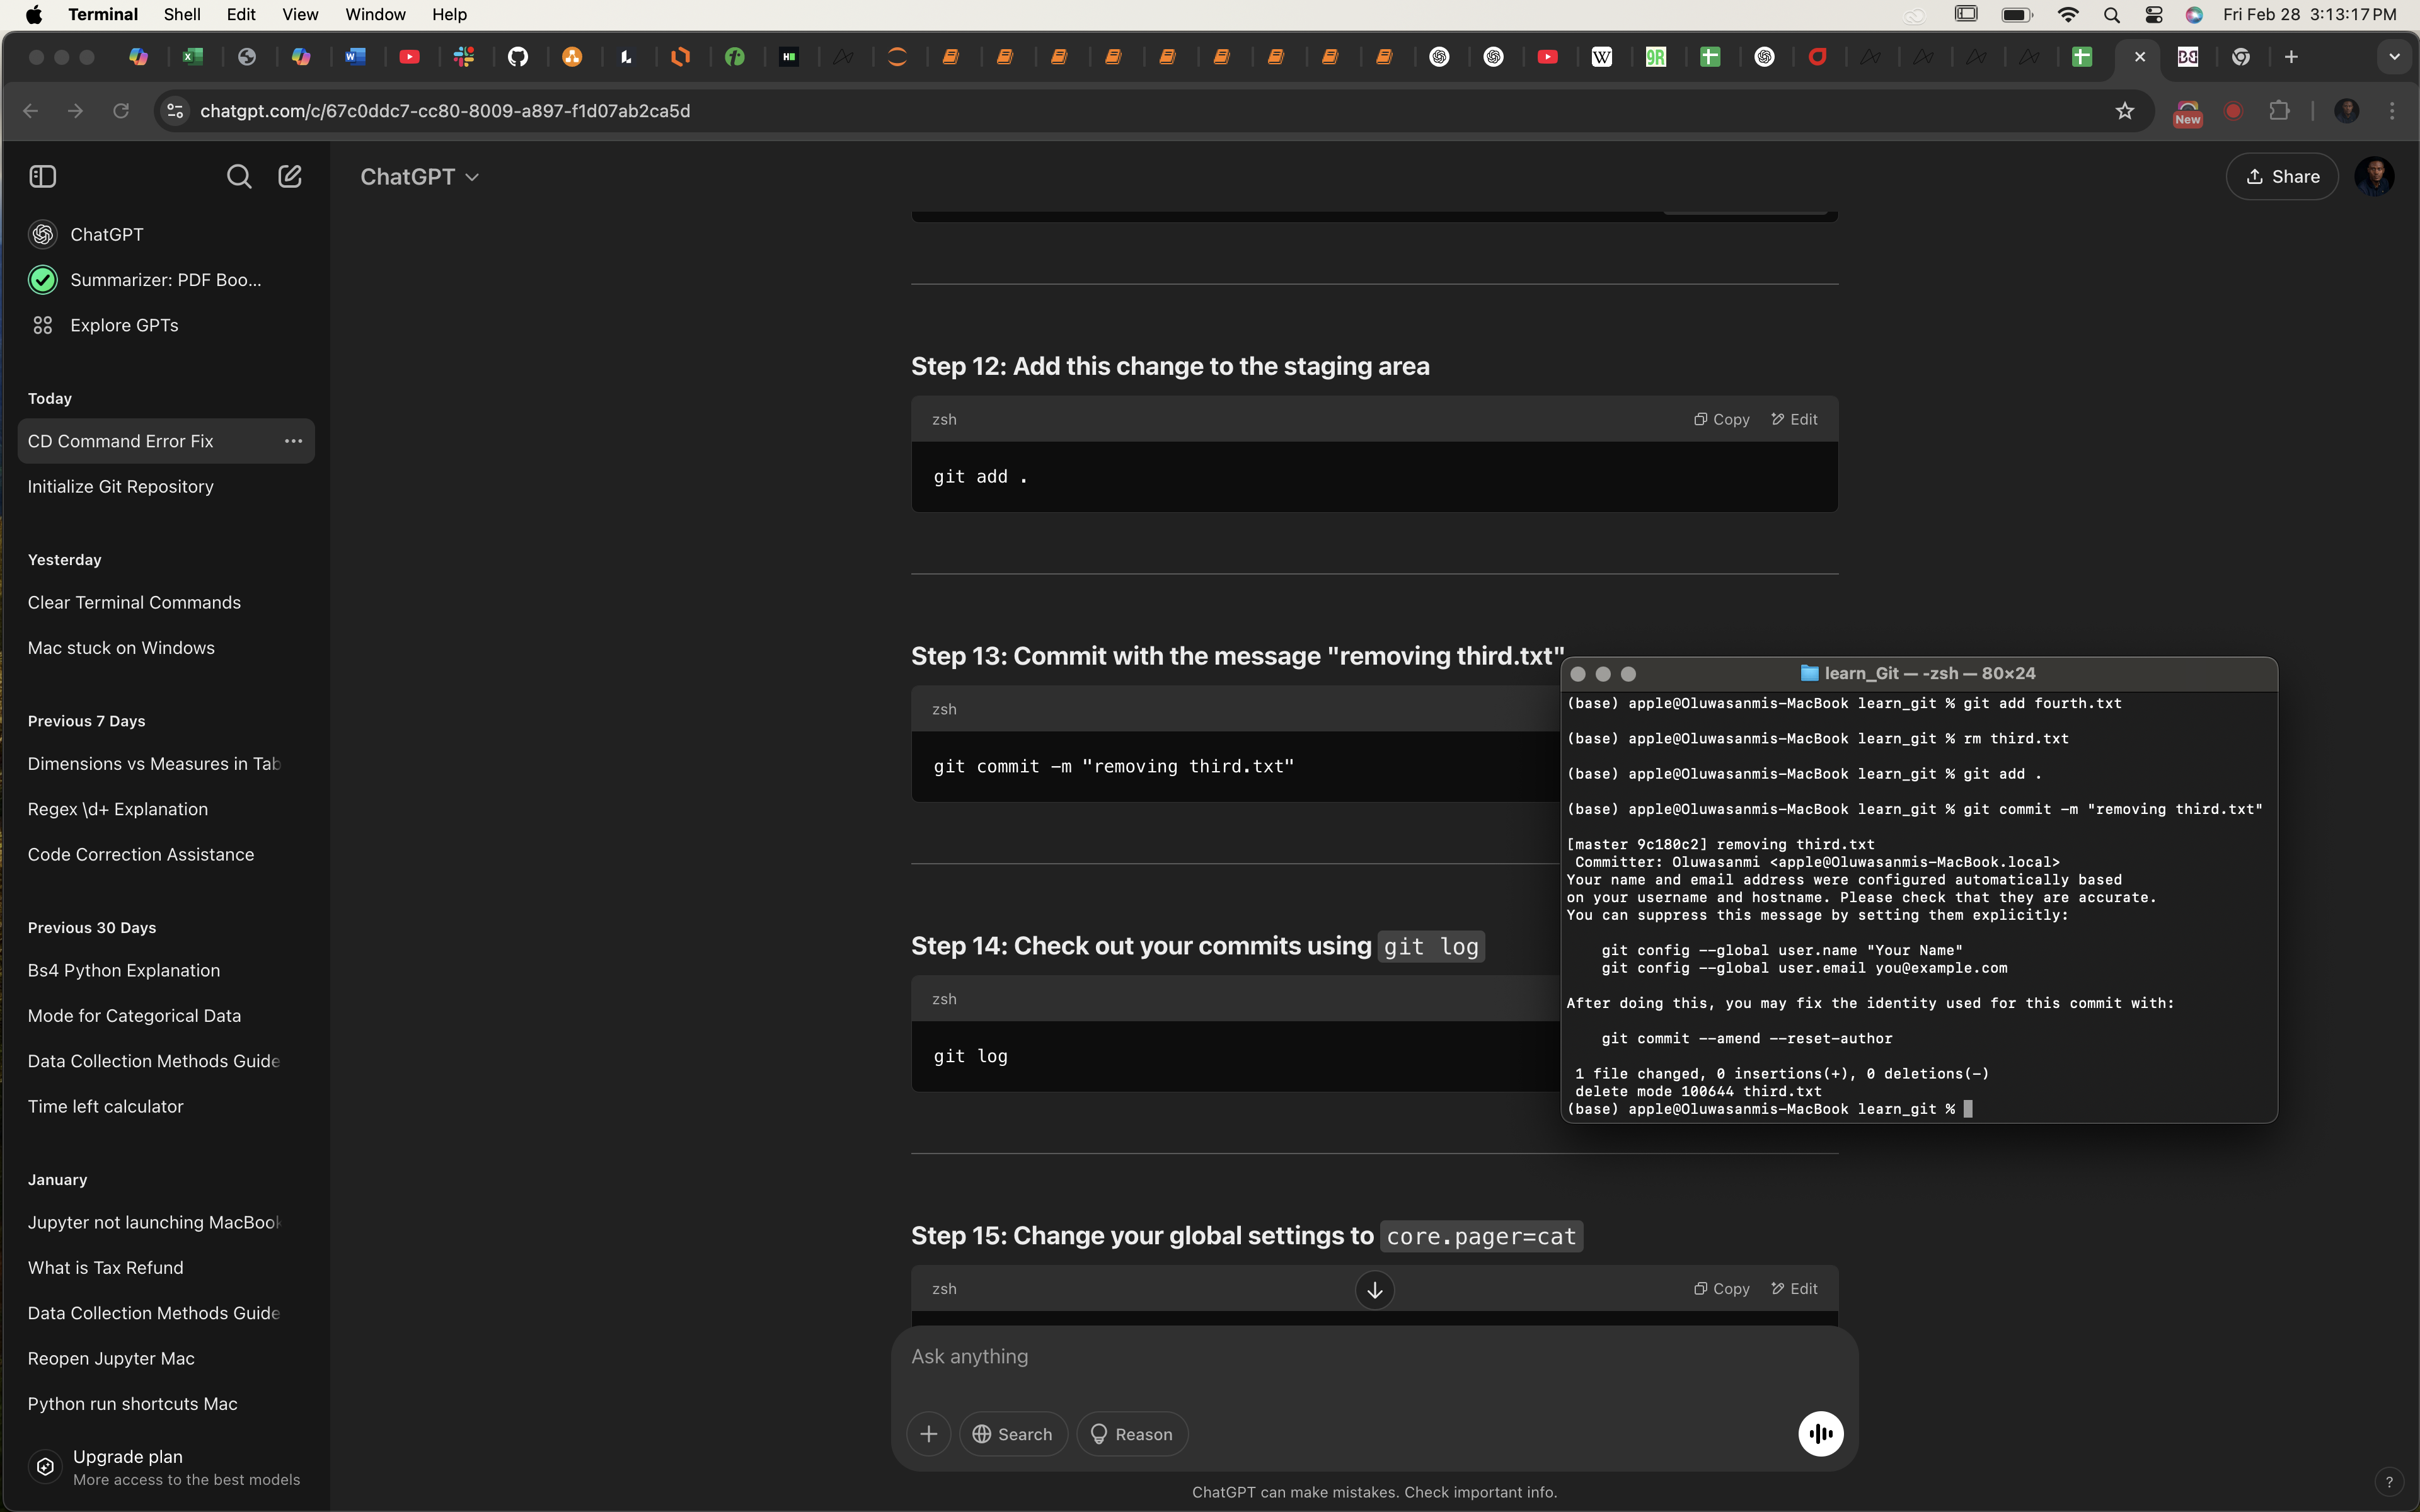 Terminal Shell Edit View Window Help Fri Feb 28 3:13:17 PM
chatgpt.com/c/67c0ddc7-cc80-8009-a897-f1d07ab2ca5d New
ChatGPT Share
ChatGPT
Summarizer: PDF Boo...
Explore GPTs
Today
CD Command Error Fix
Initialize Git Repository
Yesterday
Clear Terminal Commands
Mac stuck on Windows
Previous 7 Days
Dimensions vs Measures in Tab
Regex \d+ Explanation
Code Correction Assistance
Previous 30 Days
Bs4 Python Explanation
Mode for Categorical Data
Data Collection Methods Guide
Time left calculator
January
Jupyter not launching MacBook
What is Tax Refund
Data Collection Methods Guide
Reopen Jupyter Mac
Python run shortcuts Mac
Upgrade plan
More access to the best models
Step 12: Add this change to the staging area
zsh Copy Edit
git add .
Step 13: Commit with the message "removing third.txt"
zsh
git commit -m "removing third.txt"
Step 14: Check out your commits using git log
zsh
git log
Step 15: Change your global settings to core.pager=cat
zsh Copy Edit
Ask anything
Search Reason
ChatGPT can make mistakes. Check important info.
?
learn_Git — -zsh — 80×24
(base) apple@Oluwasanmis-MacBook learn_git % git add fourth.txt
(base) apple@Oluwasanmis-MacBook learn_git % rm third.txt
(base) apple@Oluwasanmis-MacBook learn_git % git add .
(base) apple@Oluwasanmis-MacBook learn_git % git commit -m "removing third.txt"
[master 9c180c2] removing third.txt
Committer: Oluwasanmi <apple@Oluwasanmis-MacBook.local>
Your name and email address were configured automatically based
on your username and hostname. Please check that they are accurate.
You can suppress this message by setting them explicitly:
git config --global user.name "Your Name"
git config --global user.email you@example.com
After doing this, you may fix the identity used for this commit with:
git commit --amend --reset-author
1 file changed, 0 insertions(+), 0 deletions(-)
delete mode 100644 third.txt
(base) apple@Oluwasanmis-MacBook learn_git %